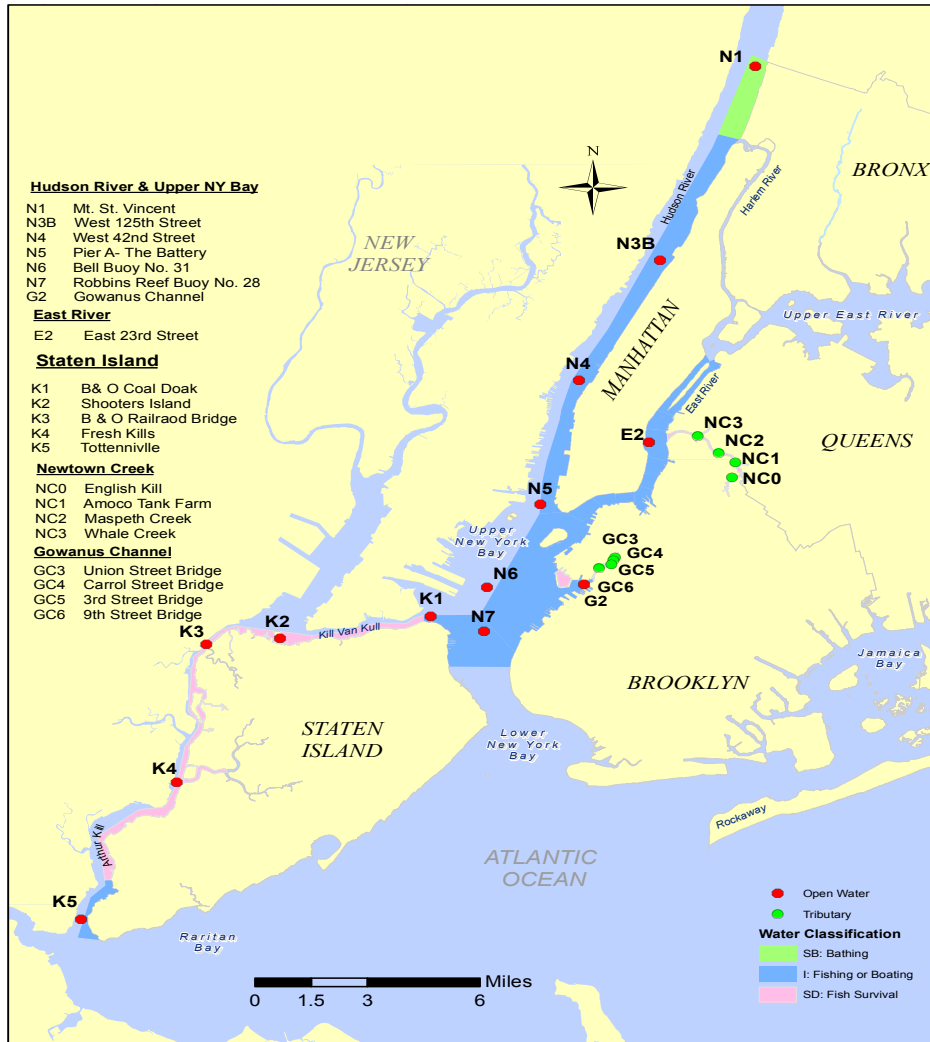 Hudson River & Upper NY Bay
N1 Mt. St. Vincent
N3B West 125th Street
N4 West 42nd Street
N5 Pier A- The Battery
N6 Bell Buoy No. 31
N7 Robbins Reef Buoy No. 28
G2 Gowanus Channel
East River
E2 East 23rd Street
Staten Island
K1 B& O Coal Doak
K2 Shooters Island
K3 B & O Railraod Bridge
K4 Fresh Kills
K5 Tottennivlle
Newtown Creek
NC0 English Kill
NC1 Amoco Tank Farm
NC2 Maspeth Creek
NC3 Whale Creek
Gowanus Channel
GC3 Union Street Bridge
GC4 Carrol Street Bridge
GC5 3rd Street Bridge
GC6 9th Street Bridge
N1
N
BRONX
Hudson River
Harlem River
NEW
JERSEY
N3B
MANHATTAN
Upper East River
N4
East River
E2
NC3
NC2
NC1
NC0
QUEENS
N5
Upper
New York
Bay
GC3
GC4
GC5
GC6
G2
N6
K1
N7
K2
Kill Van Kull
K3
Jamaica
Bay
BROOKLYN
STATEN
ISLAND
Lower
New York
Bay
K4
Rockaway
Arthur Kill
ATLANTIC
OCEAN
K5
Raritan
Bay
Open Water
Tributary
Water Classification
SB: Bathing
I: Fishing or Boating
SD: Fish Survival
Miles
0 1.5 3 6